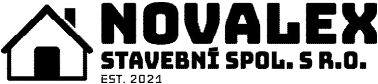 NOVALEX
STAVEBNÍ SPOL. S R.O.
EST. 2021